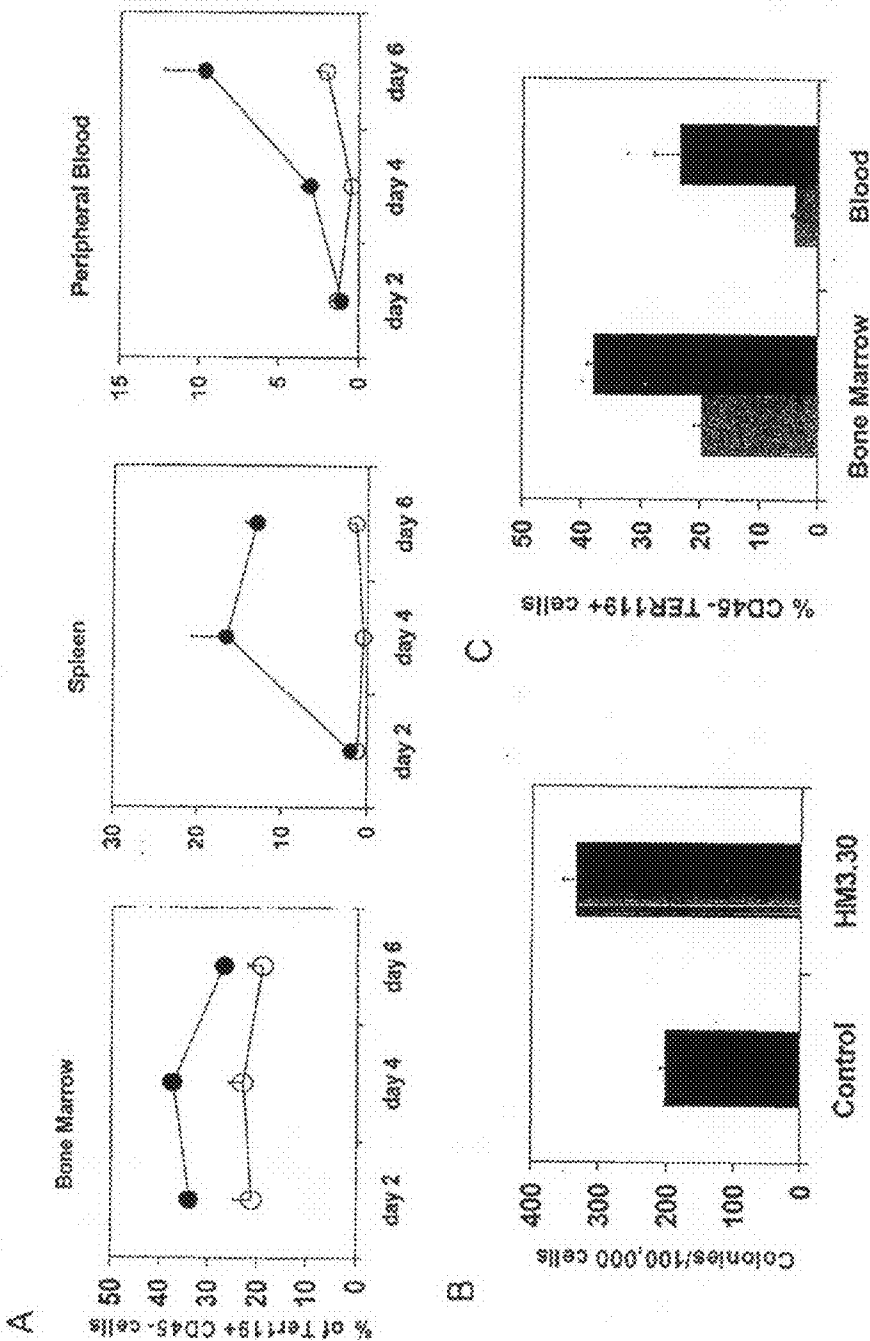 A
Bone Marrow
50
40
30
20
10
0
% of Ter119+ CD45- cells
day 2
day 4
day 6
Spleen
30
20
10
0
day 2
day 4
day 6
Peripheral Blood
15
10
5
0
day 2
day 4
day 6
B
400
300
200
100
0
Colonies/100,000 cells
Control
HM3.30
C
50
40
30
20
10
0
% CD45- TER119+ cells
Bone Marrow
Blood